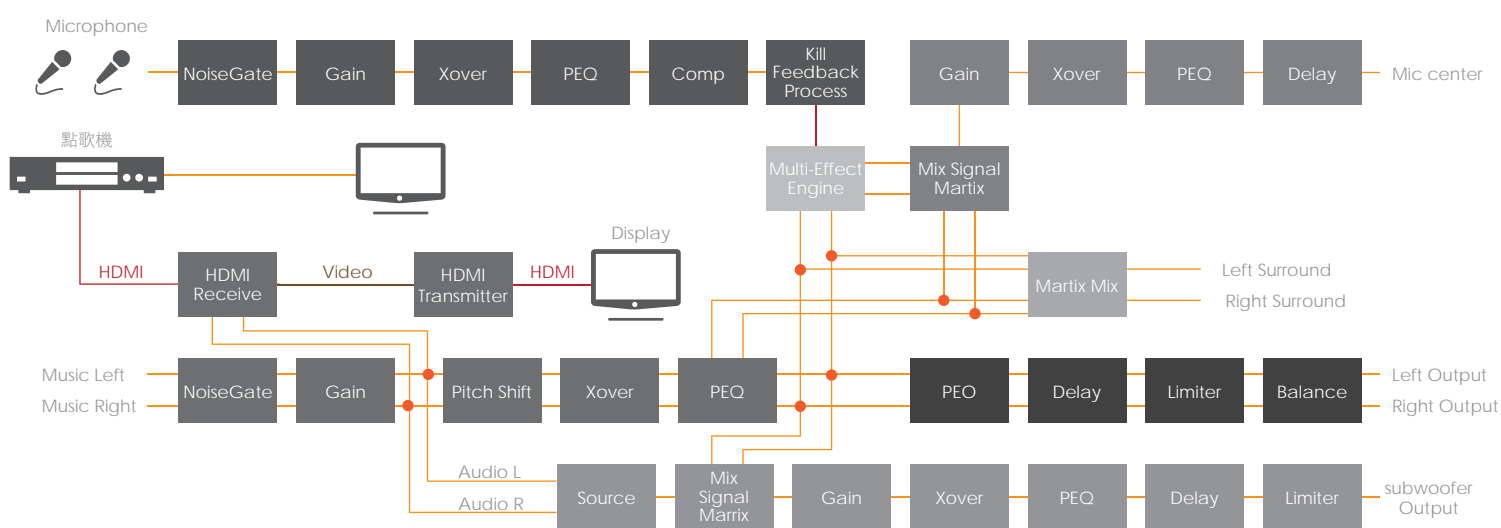 Microphone
NoiseGate
Gain
Xover
PEQ
Comp
Kill
Feedback
Process
Gain
Xover
PEQ
Delay
Mic center
點歌機
Multi-Effect
Engine
Mix Signal
Martix
Display
HDMI
HDMI
Receive
Video
HDMI
Transmitter
HDMI
Martix Mix
Left Surround
Right Surround
Music Left
Music Right
NoiseGate
Gain
Pitch Shift
Xover
PEQ
PEO
Delay
Limiter
Balance
Left Output
Right Output
Audio L
Audio R
Source
Mix
Signal
Marrix
Gain
Xover
PEQ
Delay
Limiter
subwoofer
Output